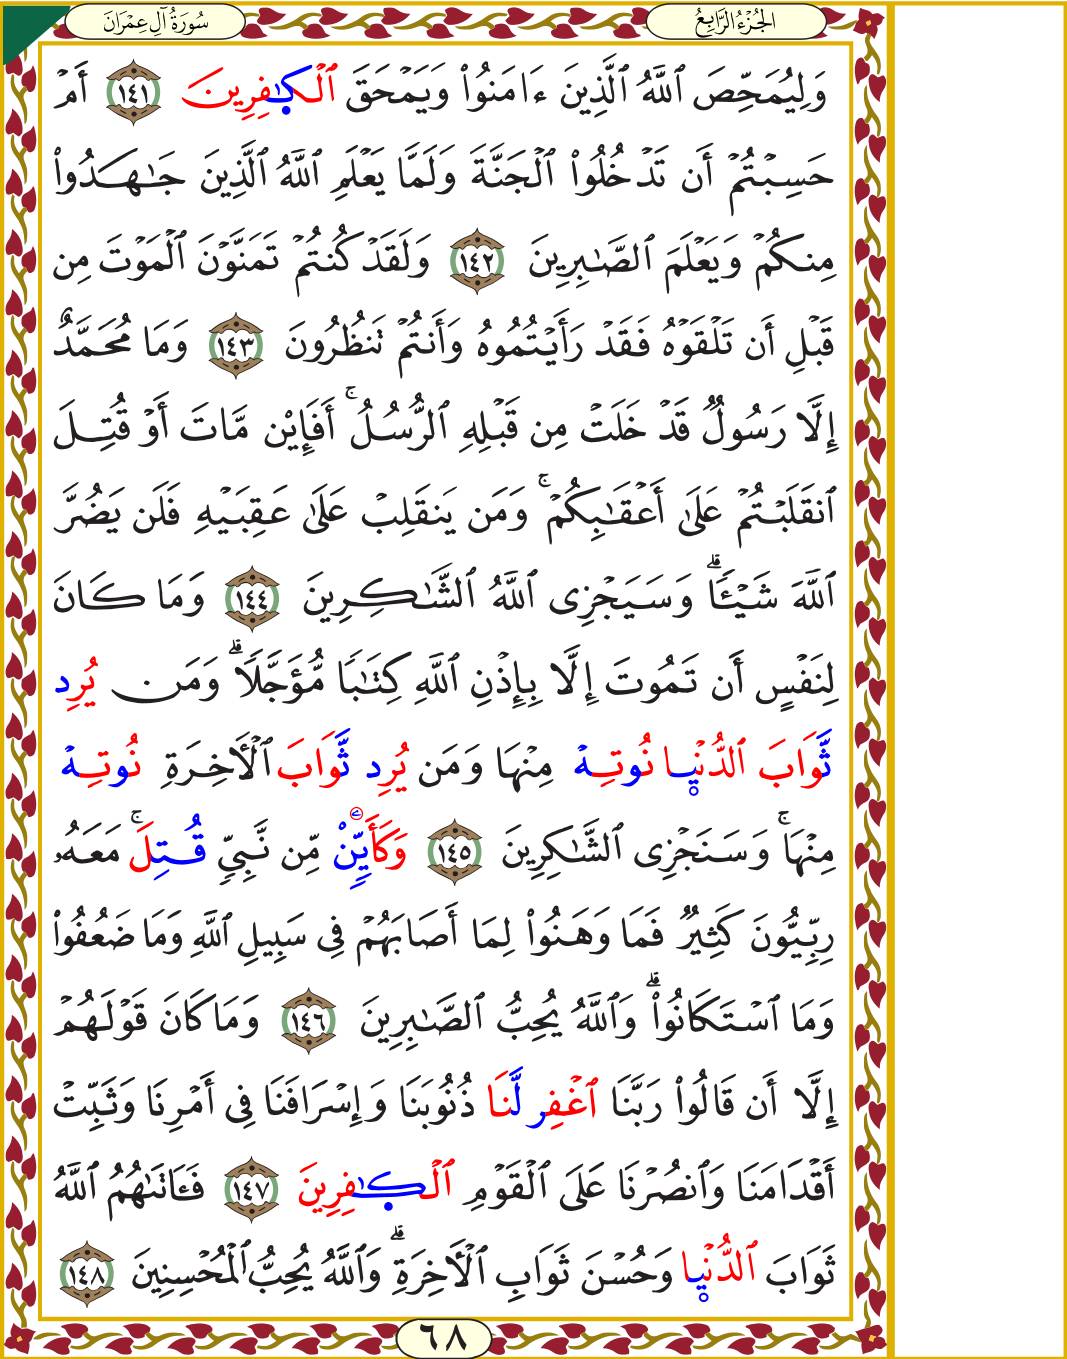 الجُزْءُ الرَّابِعُ
سُورَةُ آلِ عِمْرَانَ
وَلِيُمَحِّصَ ٱللَّهُ ٱلَّذِينَ ءَامَنُوا۟ وَيَمْحَقَ ٱلْكَٰفِرِينَ ١٤١ أَمْ
حَسِبْتُمْ أَن تَدْخُلُوا۟ ٱلْجَنَّةَ وَلَمَّا يَعْلَمِ ٱللَّهُ ٱلَّذِينَ جَٰهَدُوا۟
مِنكُمْ وَيَعْلَمَ ٱلصَّٰبِرِينَ ١٤٢ وَلَقَدْ كُنتُمْ تَمَنَّوْنَ ٱلْمَوْتَ مِن
قَبْلِ أَن تَلْقَوْهُ فَقَدْ رَأَيْتُمُوهُ وَأَنتُمْ تَنظُرُونَ ١٤٣ وَمَا مُحَمَّدٌ
إِلَّا رَسُولٌ قَدْ خَلَتْ مِن قَبْلِهِ ٱلرُّسُلُ ۚ أَفَإِي۟ن مَّاتَ أَوْ قُتِلَ
ٱنقَلَبْتُمْ عَلَىٰ أَعْقَٰبِكُمْ ۚ وَمَن يَنقَلِبْ عَلَىٰ عَقِبَيْهِ فَلَن يَضُرَّ
ٱللَّهَ شَيْـًٔا ۗ وَسَيَجْزِى ٱللَّهُ ٱلشَّٰكِرِينَ ١٤٤ وَمَا كَانَ
لِنَفْسٍ أَن تَمُوتَ إِلَّا بِإِذْنِ ٱللَّهِ كِتَٰبًا مُّؤَجَّلًا ۗ وَمَن يُرِد
ثَّوَابَ ٱلدُّنْيٜا نُوتِهْ مِنْهَا وَمَن يُرِد ثَّوَابَ ٱلْأَخِرَةِ نُوتِهْ
مِنْهَا ۚ وَسَنَجْزِى ٱلشَّٰكِرِينَ ١٤٥ وَكَأَيِّنْ مِّن نَّبِىٍّ قُتِلَ ۚ مَعَهُۥ
رِبِّيُّونَ كَثِيرٌ فَمَا وَهَنُوا۟ لِمَا أَصَابَهُمْ فِى سَبِيلِ ٱللَّهِ وَمَا ضَعُفُوا۟
وَمَا ٱسْتَكَانُوا۟ ۗ وَٱللَّهُ يُحِبُّ ٱلصَّٰبِرِينَ ١٤٦ وَمَا كَانَ قَوْلَهُمْ
إِلَّا أَن قَالُوا۟ رَبَّنَا ٱغْفِر لَّنَا ذُنُوبَنَا وَإِسْرَافَنَا فِى أَمْرِنَا وَثَبِّتْ
أَقْدَامَنَا وَٱنصُرْنَا عَلَى ٱلْقَوْمِ ٱلْكَٰفِرِينَ ١٤٧ فَـَٔاتَىٰهُمُ ٱللَّهُ
ثَوَابَ ٱلدُّنْيٜا وَحُسْنَ ثَوَابِ ٱلْأَخِرَةِ ۗ وَٱللَّهُ يُحِبُّ ٱلْمُحْسِنِينَ ١٤٨
٦٨